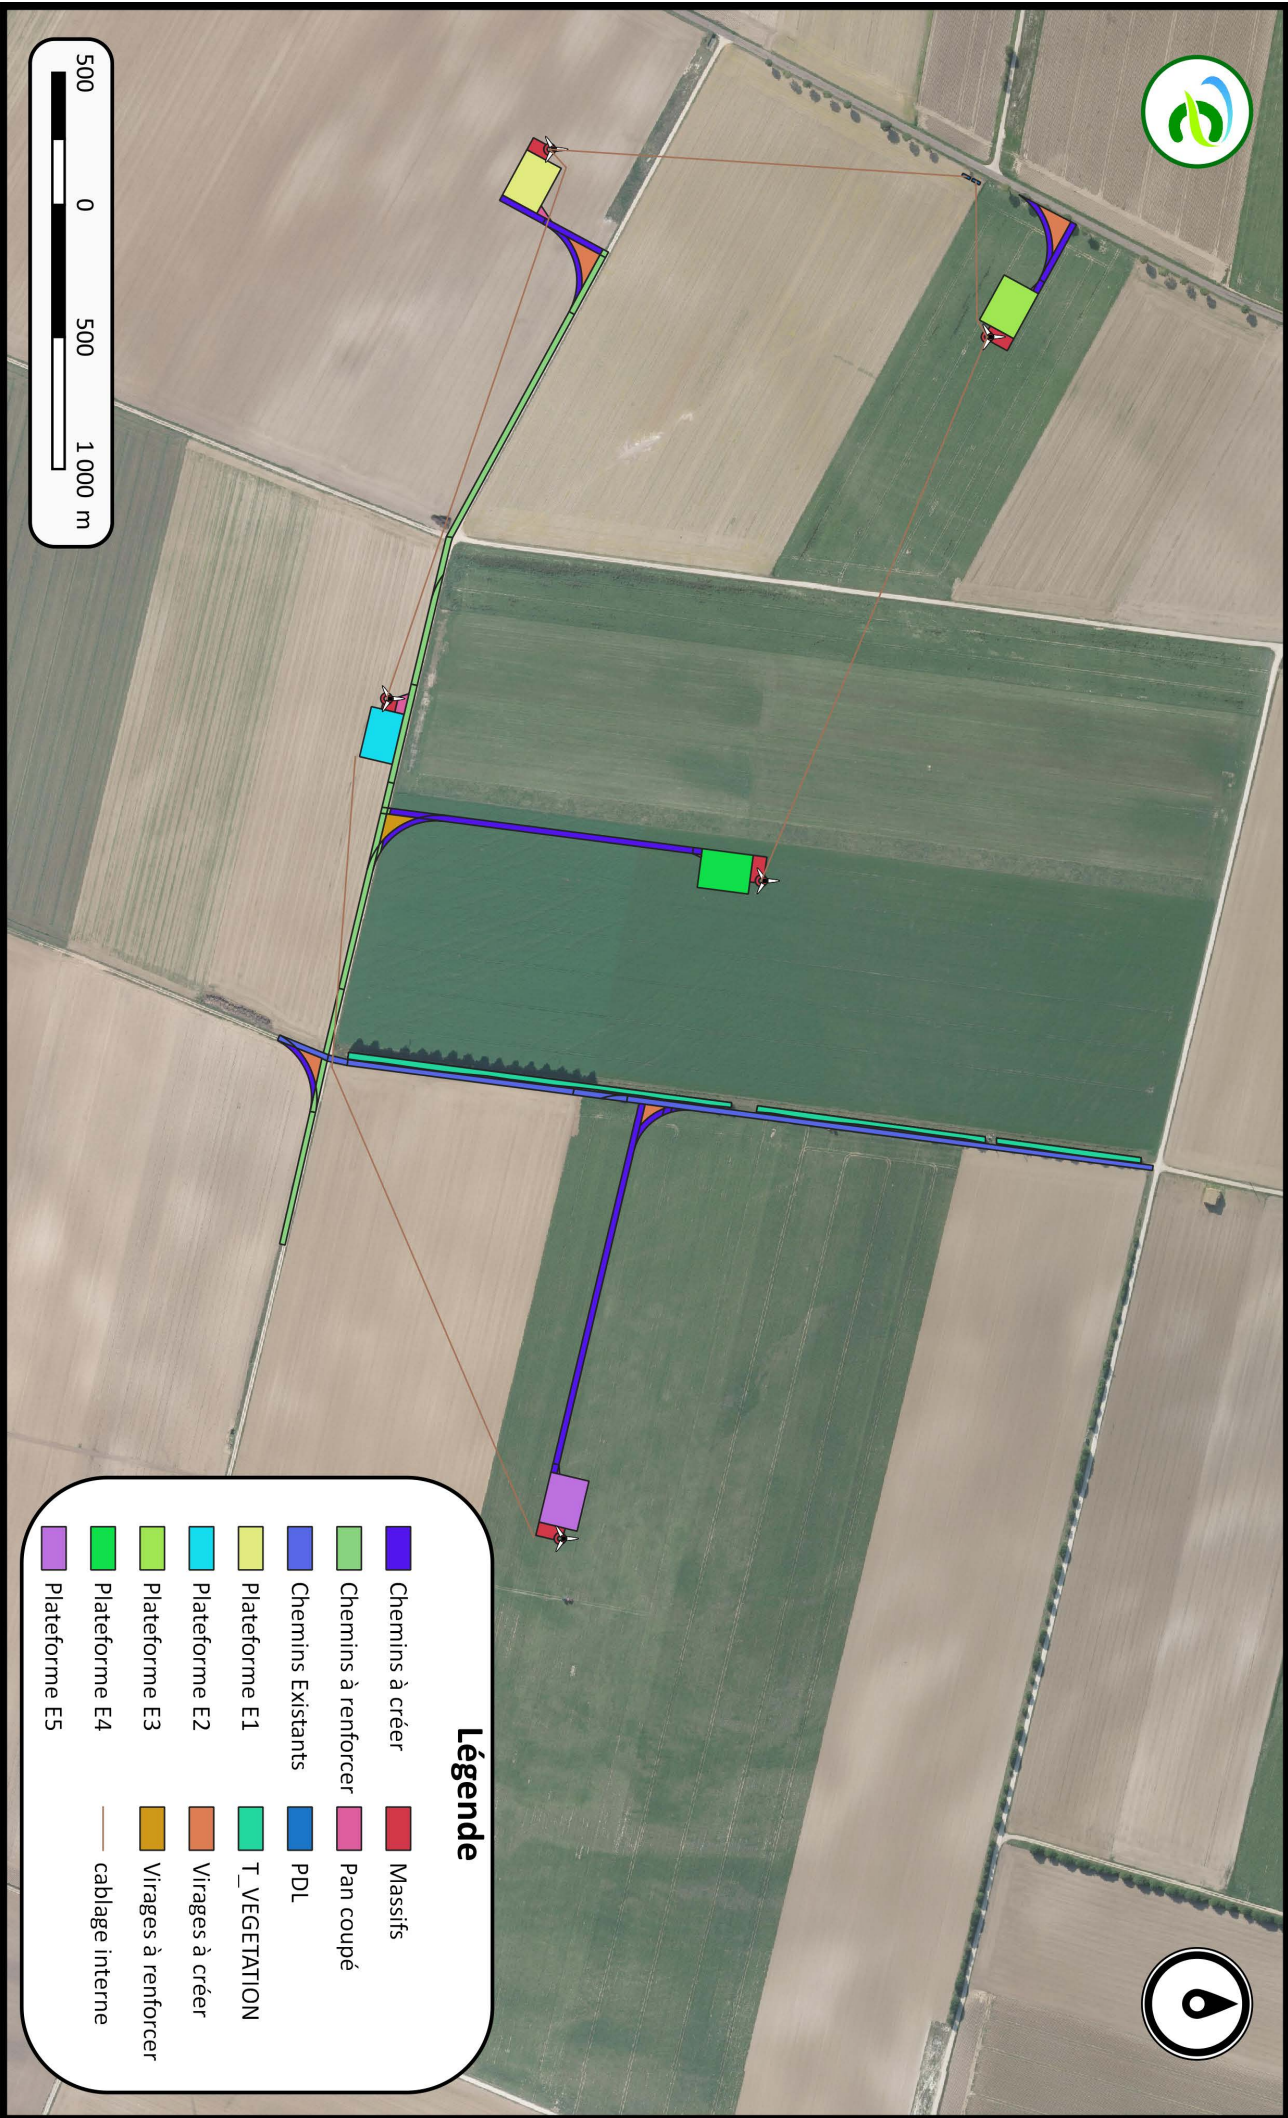 500 0 500 1 000 m
Légende
Chemins à créer
Chemins à renforcer
Chemins Existants
Plateforme E1
Plateforme E2
Plateforme E3
Plateforme E4
Plateforme E5
Massifs
Pan coupé
PDL
T_VEGETATION
Virages à créer
Virages à renforcer
cablage interne